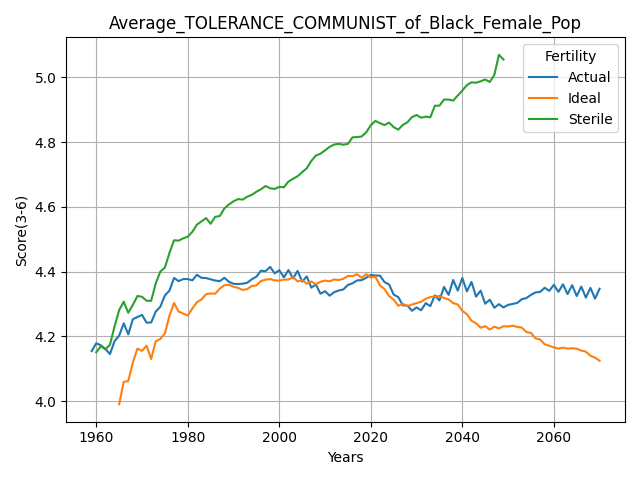 Average_TOLERANCE_COMMUNIST_of_Black_Female_Pop
Fertility
Actual
Ideal
Sterile
Score(3-6)
5.0
4.8
4.6
4.4
4.2
4.0
1960 1980 2000 2020 2040 2060
Years